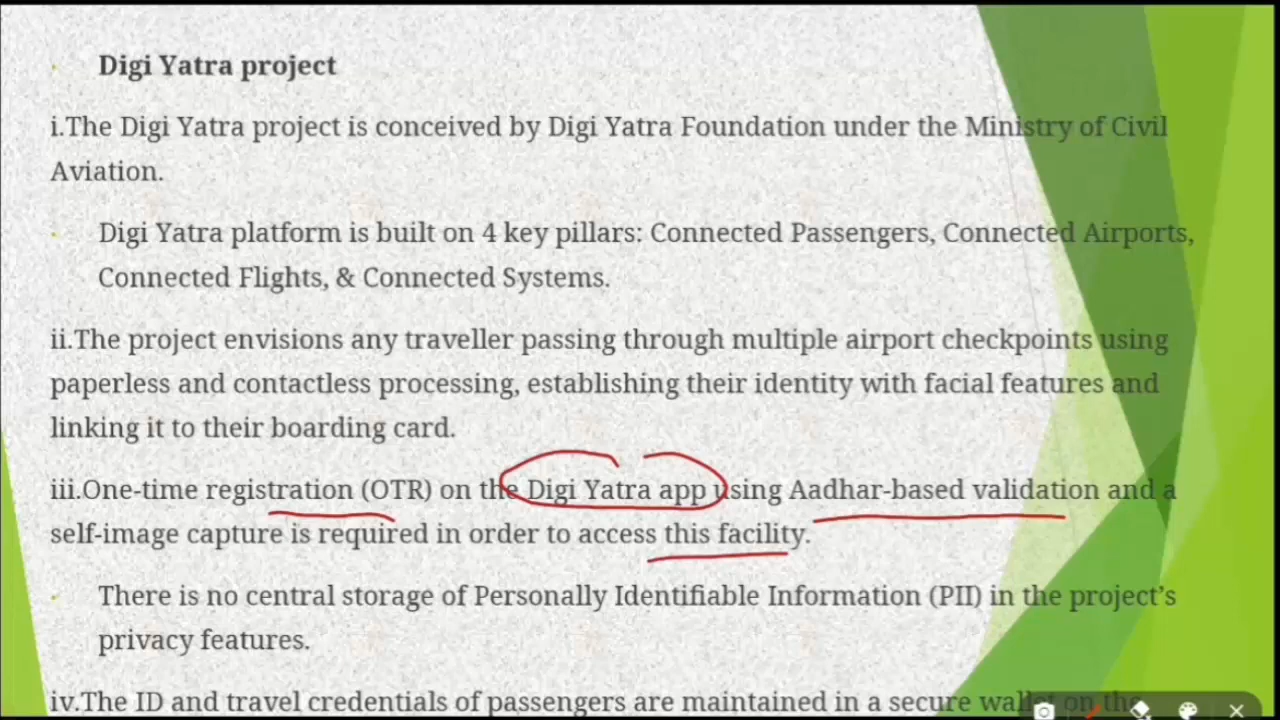 Digi Yatra project
i.The Digi Yatra project is conceived by Digi Yatra Foundation under the Ministry of Civil
Aviation.
Digi Yatra platform is built on 4 key pillars: Connected Passengers, Connected Airports,
Connected Flights, & Connected Systems.
ii.The project envisions any traveller passing through multiple airport checkpoints using
paperless and contactless processing, establishing their identity with facial features and
linking it to their boarding card.
iii.One-time registration (OTR) on the Digi Yatra app using Aadhar-based validation and a
self-image capture is required in order to access this facility.
There is no central storage of Personally Identifiable Information (PII) in the project’s
privacy features.
iv.The ID and travel credentials of passengers are maintained in a secure wallet on the